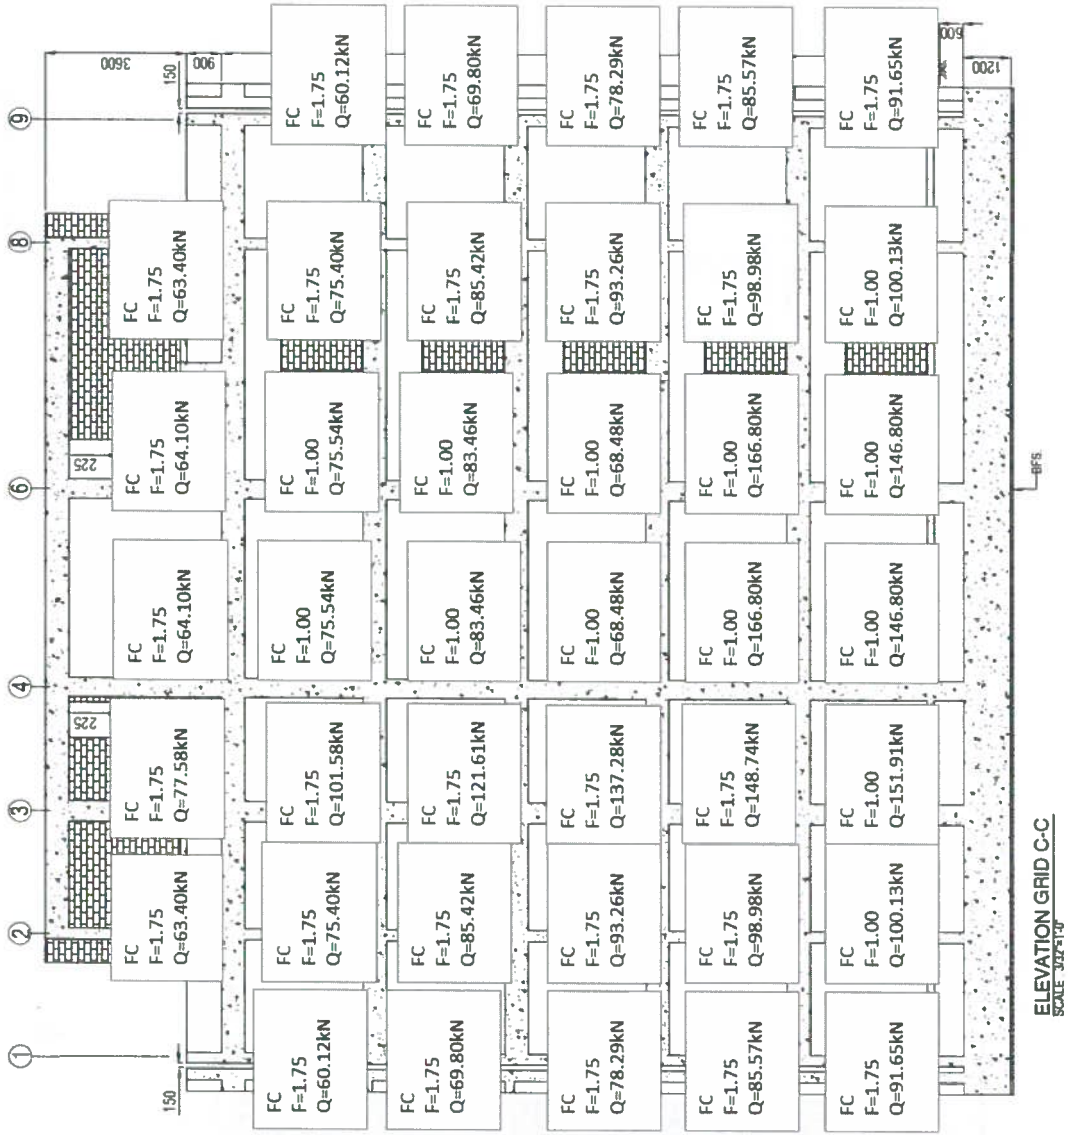 1
2
3
4
6
8
9
3600
225
225
150
150
900
FC
F=1.75
Q=63.40kN
FC
F=1.75
Q=77.58kN
FC
F=1.75
Q=64.10kN
FC
F=1.75
Q=64.10kN
FC
F=1.75
Q=63.40kN
FC
F=1.75
Q=60.12kN
FC
F=1.75
Q=75.40kN
FC
F=1.75
Q=101.58kN
FC
F=1.00
Q=75.54kN
FC
F=1.00
Q=75.54kN
FC
F=1.75
Q=75.40kN
FC
F=1.75
Q=60.12kN
FC
F=1.75
Q=69.80kN
FC
F=1.75
Q=85.42kN
FC
F=1.75
Q=121.61kN
FC
F=1.00
Q=83.46kN
FC
F=1.00
Q=83.46kN
FC
F=1.75
Q=85.42kN
FC
F=1.75
Q=69.80kN
FC
F=1.75
Q=78.29kN
FC
F=1.75
Q=93.26kN
FC
F=1.75
Q=137.28kN
FC
F=1.00
Q=68.48kN
FC
F=1.00
Q=68.48kN
FC
F=1.75
Q=93.26kN
FC
F=1.75
Q=78.29kN
FC
F=1.75
Q=85.57kN
FC
F=1.75
Q=98.98kN
FC
F=1.75
Q=148.74kN
FC
F=1.00
Q=166.80kN
FC
F=1.00
Q=166.80kN
FC
F=1.75
Q=98.98kN
FC
F=1.75
Q=85.57kN
FC
F=1.75
Q=91.65kN
FC
F=1.00
Q=100.13kN
FC
F=1.00
Q=151.91kN
FC
F=1.00
Q=146.80kN
FC
F=1.00
Q=146.80kN
FC
F=1.00
Q=100.13kN
FC
F=1.75
Q=91.65kN
600
1200
BFS.
ELEVATION GRID C-C
SCALE 3/32"=1'-0"